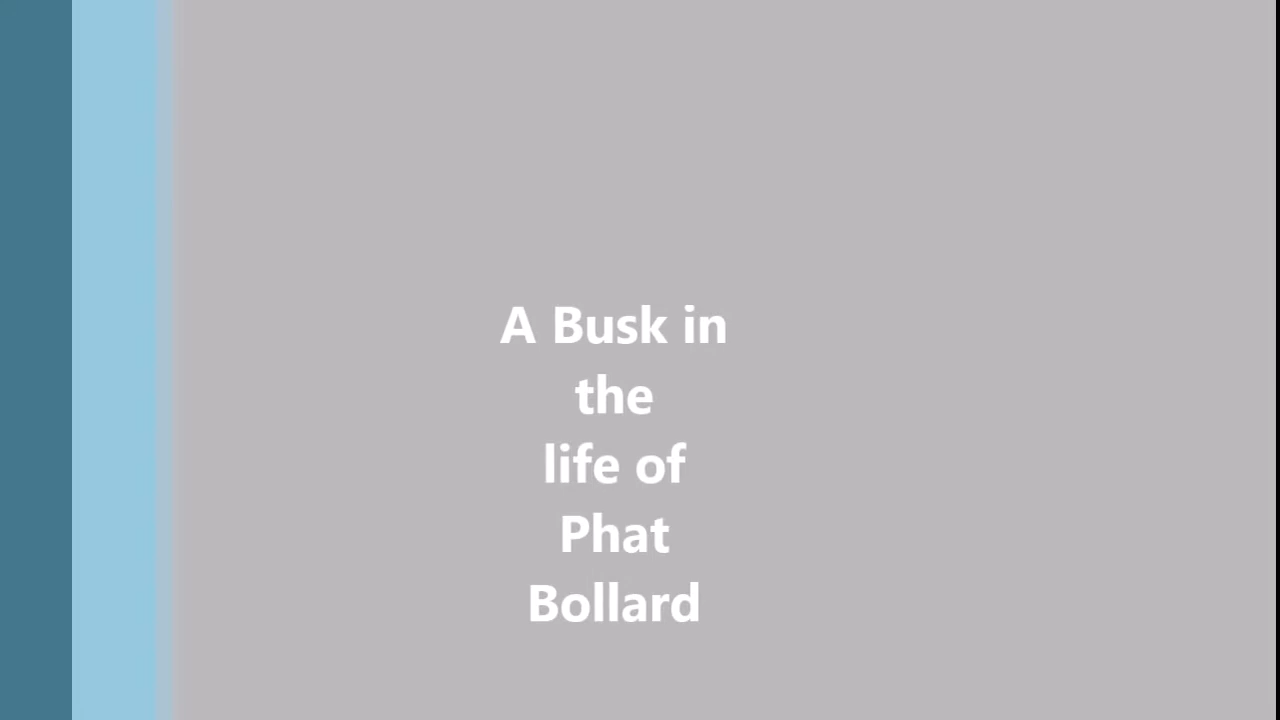 A Busk in
the
life of
Phat
Bollard